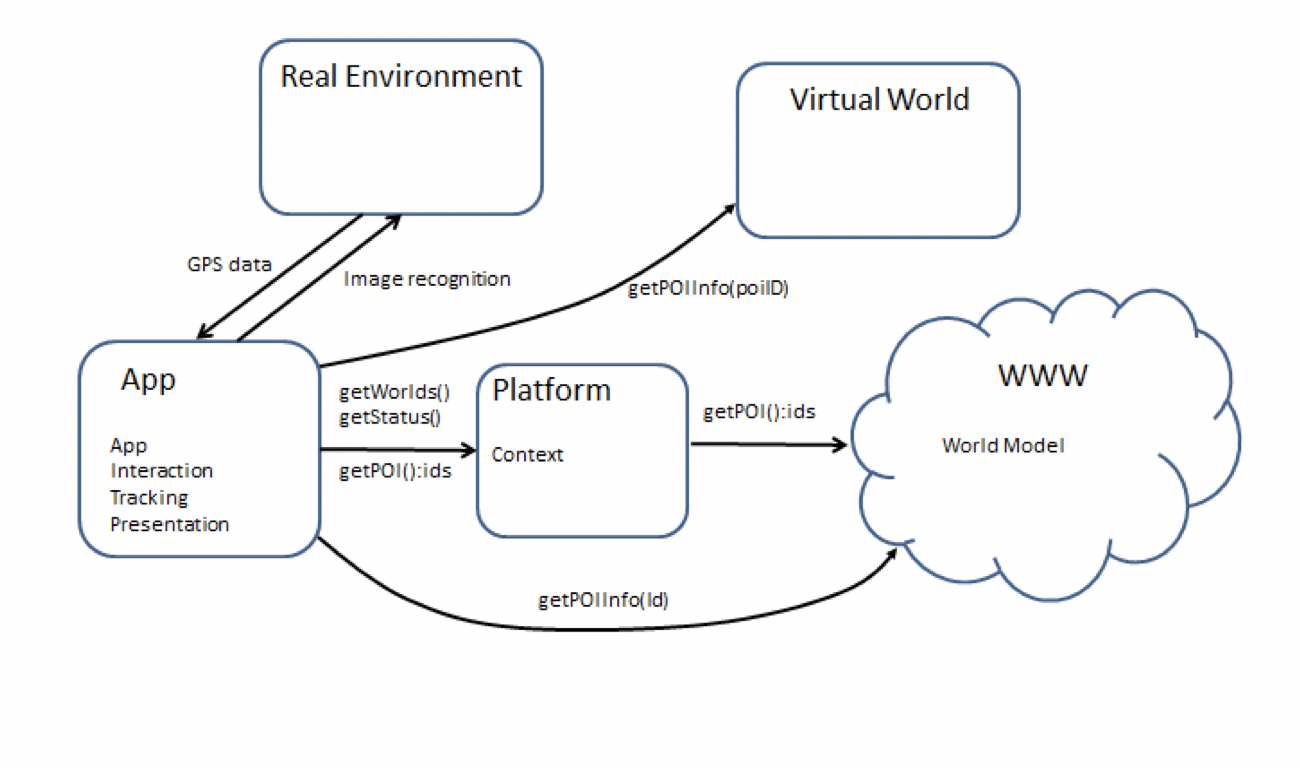 Real Environment
Virtual World
GPS data
Image recognition
getPOIInfo(poiID)
App
App
Interaction
Tracking
Presentation
getWorlds()
getStatus()
getPOI():ids
Platform
Context
getPOI():ids
WWW
World Model
getPOIInfo(Id)